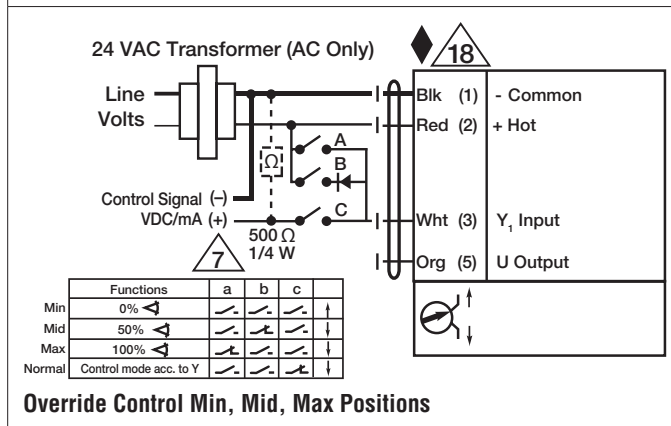 24 VAC Transformer (AC Only)
18
Line
Volts
Blk (1) - Common
Red (2) + Hot
A
B
C
Ω
Control Signal (–)
VDC/mA (+)
Wht (3) Y1 Input
500 Ω
1/4 W
7
Org (5) U Output
Functions a b c
Min 0%
Mid 50%
Max 100%
Normal Control mode acc. to Y
Override Control Min, Mid, Max Positions